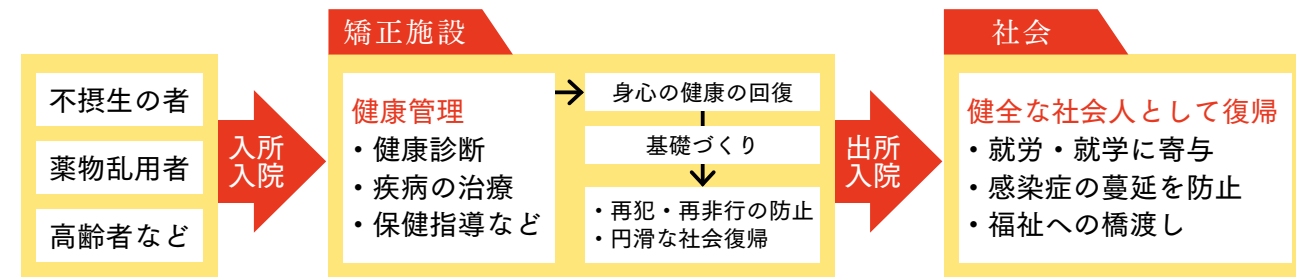 不摂生の者
薬物乱用者
高齢者など
入所
入院
矯正施設
健康管理
・健康診断
・疾病の治療
・保健指導など
身心の健康の回復
基礎づくり
・再犯・再非行の防止
・円滑な社会復帰
出所
入院
社会
健全な社会人として復帰
・就労・就学に寄与
・感染症の蔓延を防止
・福祉への橋渡し